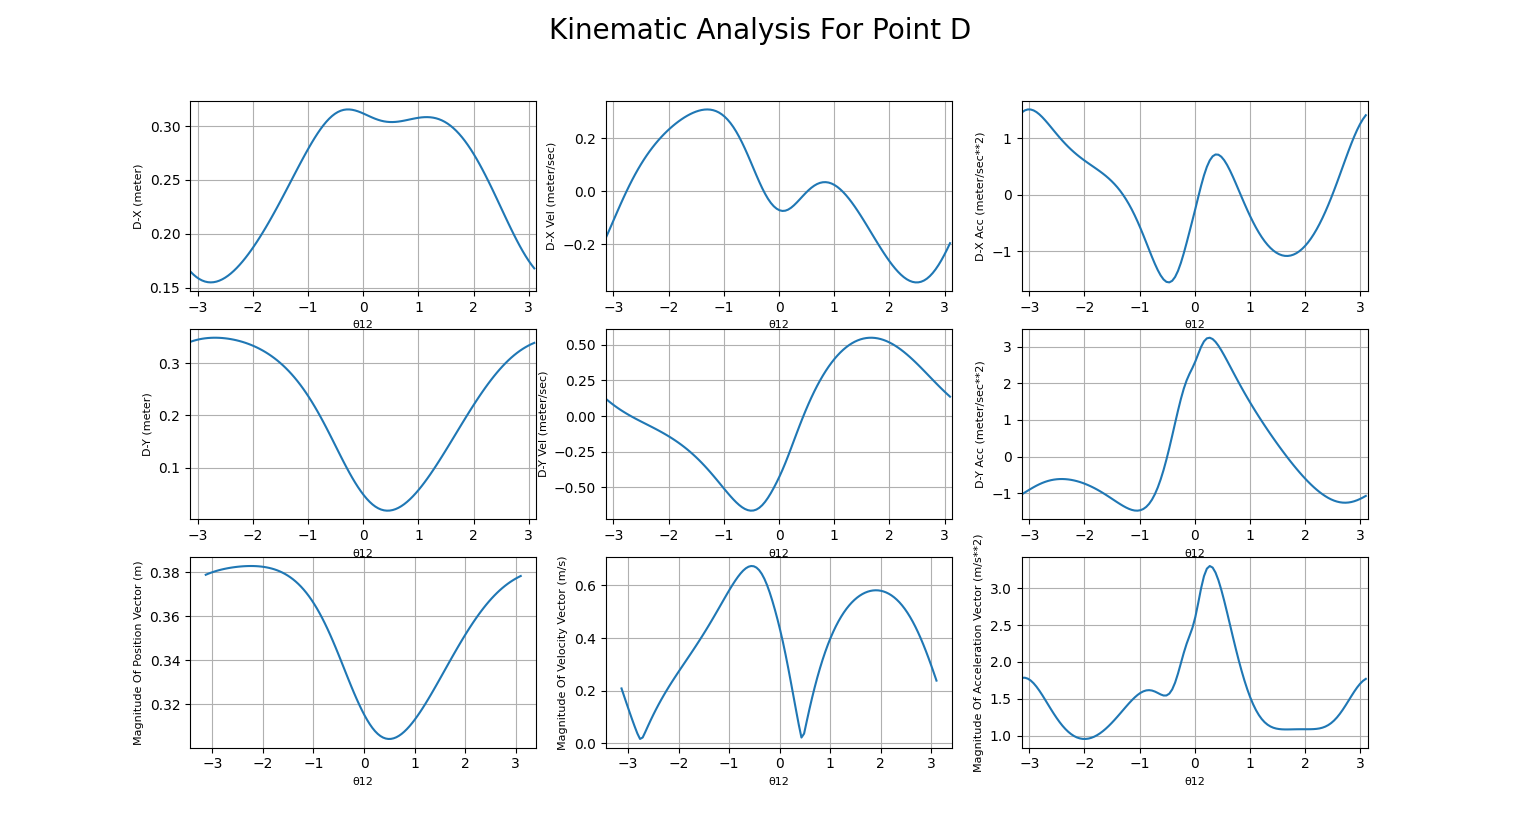 Kinematic Analysis For Point D
D-X (meter)
0.30
0.25
0.20
0.15
−3 −2 −1 0 1 2 3
θ12
D-X Vel (meter/sec)
0.2
0.0
−0.2
−3 −2 −1 0 1 2 3
θ12
D-X Acc (meter/sec**2)
1
0
−1
−3 −2 −1 0 1 2 3
θ12
D-Y (meter)
0.3
0.2
0.1
−3 −2 −1 0 1 2 3
θ12
D-Y Vel (meter/sec)
0.50
0.25
0.00
−0.25
−0.50
−3 −2 −1 0 1 2 3
θ12
D-Y Acc (meter/sec**2)
3
2
1
0
−1
−3 −2 −1 0 1 2 3
θ12
Magnitude Of Position Vector (m)
0.38
0.36
0.34
0.32
−3 −2 −1 0 1 2 3
θ12
Magnitude Of Velocity Vector (m/s)
0.6
0.4
0.2
0.0
−3 −2 −1 0 1 2 3
θ12
Magnitude Of Acceleration Vector (m/s**2)
3.0
2.5
2.0
1.5
1.0
−3 −2 −1 0 1 2 3
θ12